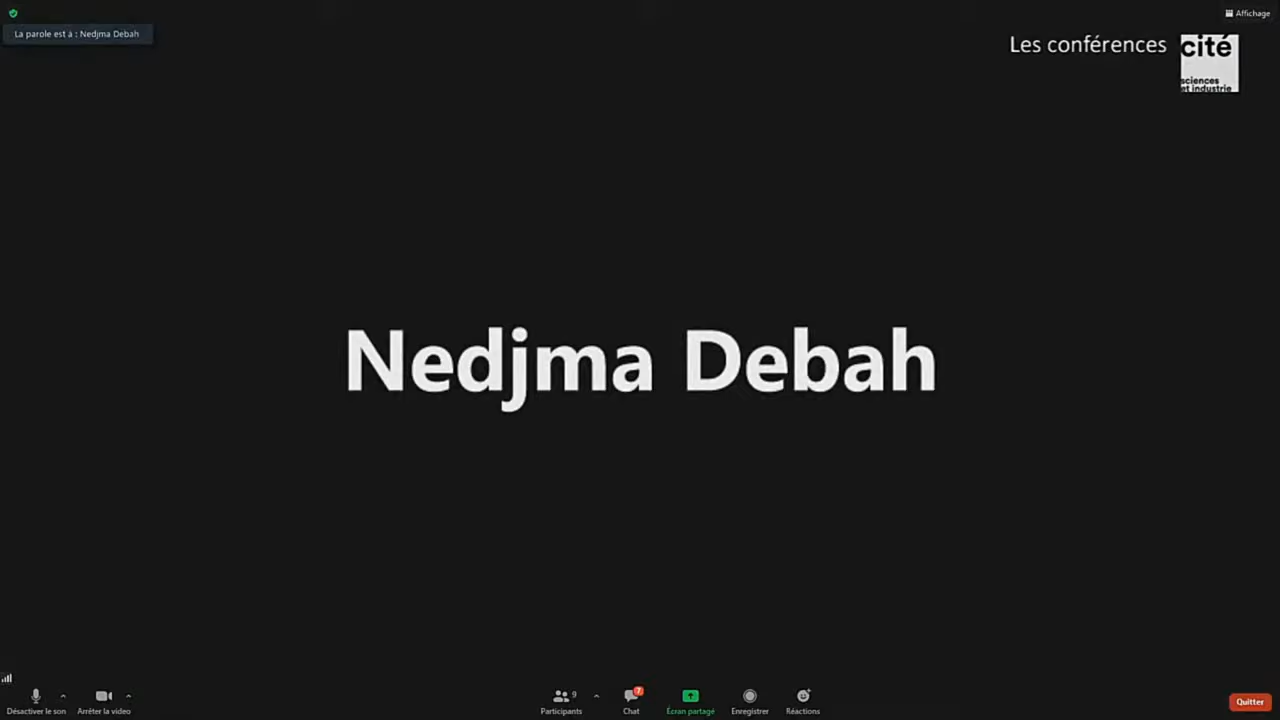 Affichage
La parole est à : Nedjma Debah
Les conférences
cité
sciences
et industrie
Nedjma Debah
9
7
Désactiver le son
Arrêter la video
Participants
Chat
Écran partagé
Enregistrer
Réactions
Quitter